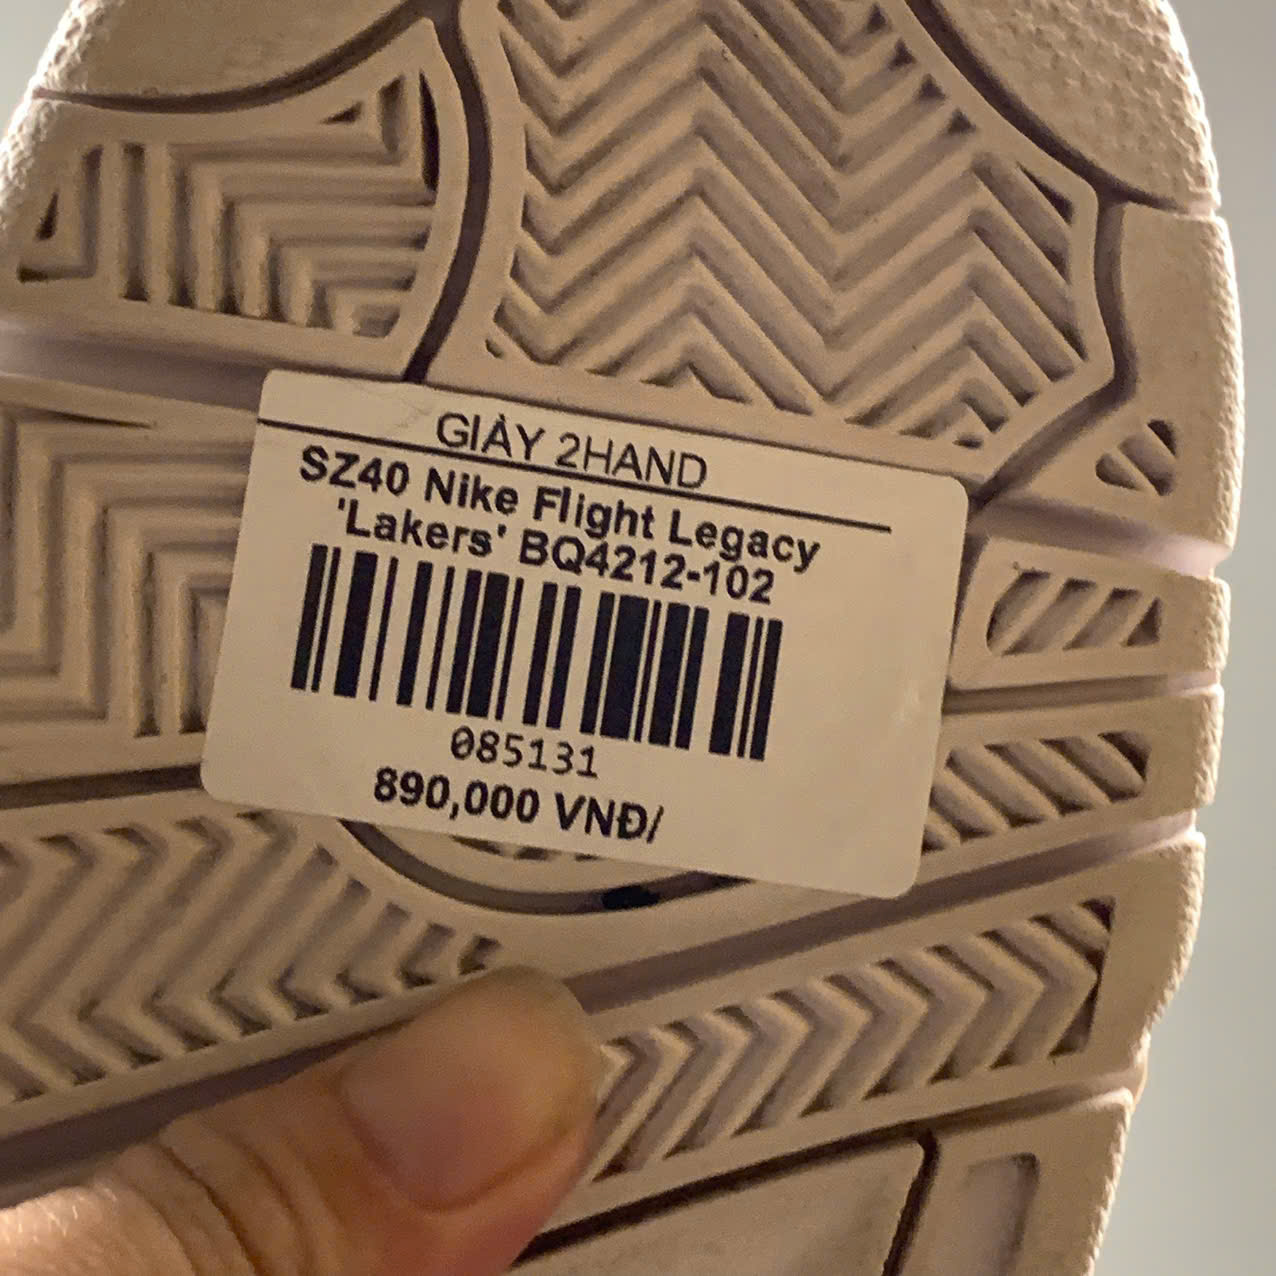 GIÀY 2HAND
SZ40 Nike Flight Legacy
'Lakers' BQ4212-102
085131
890,000 VNĐ/